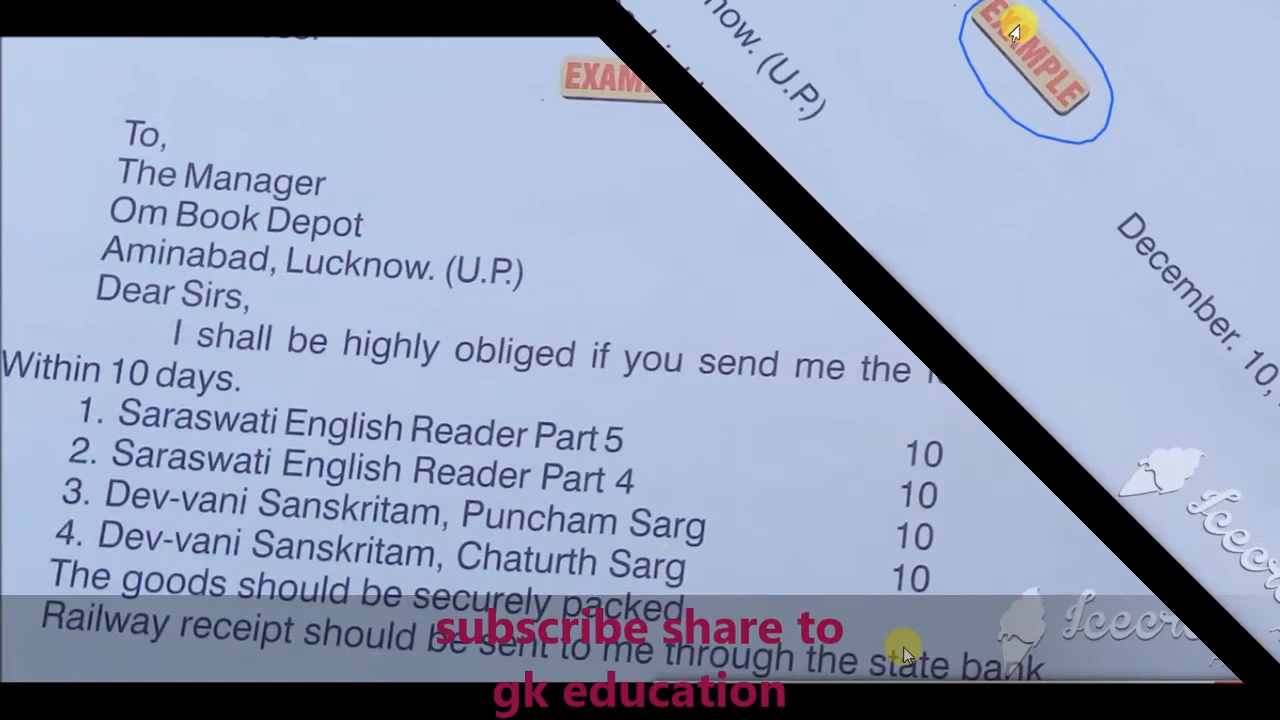 To,
The Manager
Om Book Depot
Aminabad, Lucknow. (U.P.)
Dear Sirs,
I shall be highly obliged if you send me the
Within 10 days.
1. Saraswati English Reader Part 5 10
2. Saraswati English Reader Part 4 10
3. Dev-vani Sanskritam, Puncham Sarg 10
4. Dev-vani Sanskritam, Chaturth Sarg 10
The goods should be securely packed
Railway receipt should be sent to me through the state bank
subscribe share to
gk education
(U.P.)
EXAMPLE
December. 10,